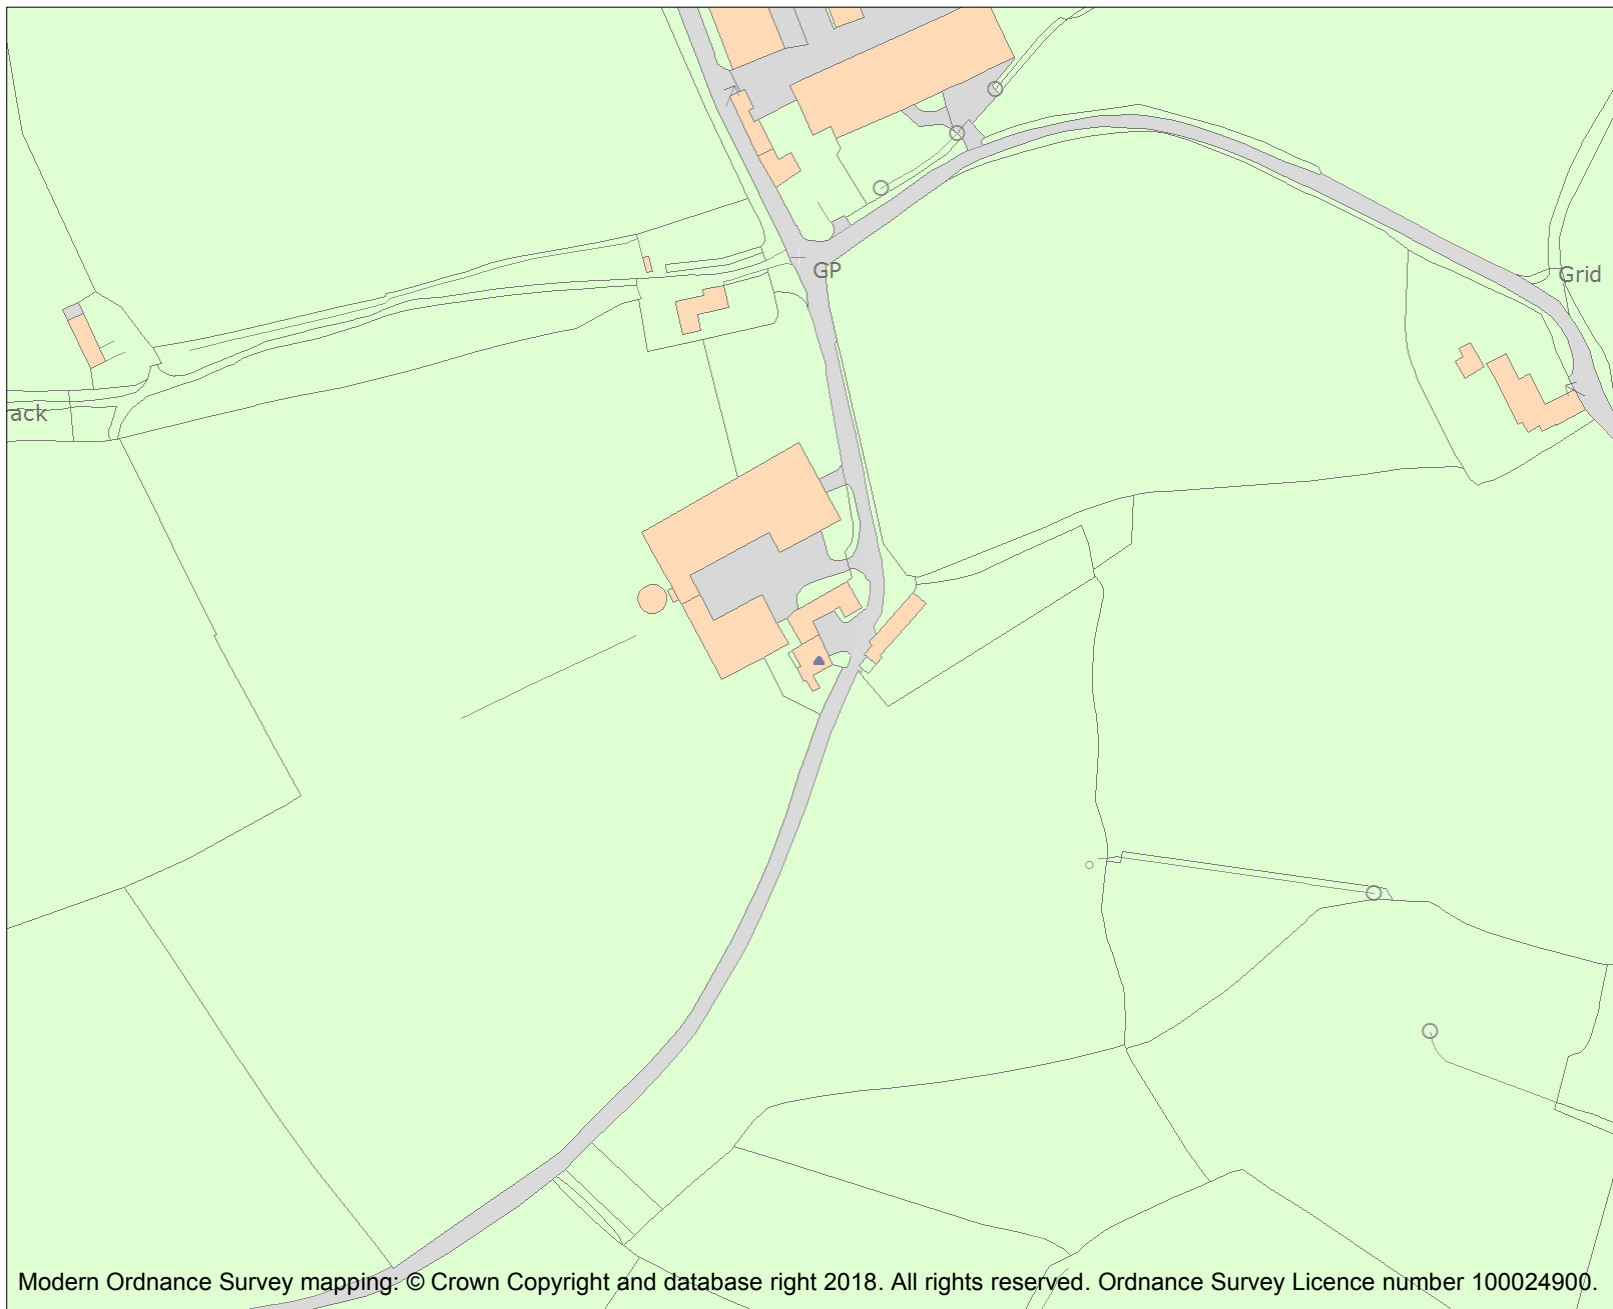 GP
Grid
ack
Modern Ordnance Survey mapping: © Crown Copyright and database right 2018. All rights reserved. Ordnance Survey Licence number 100024900.